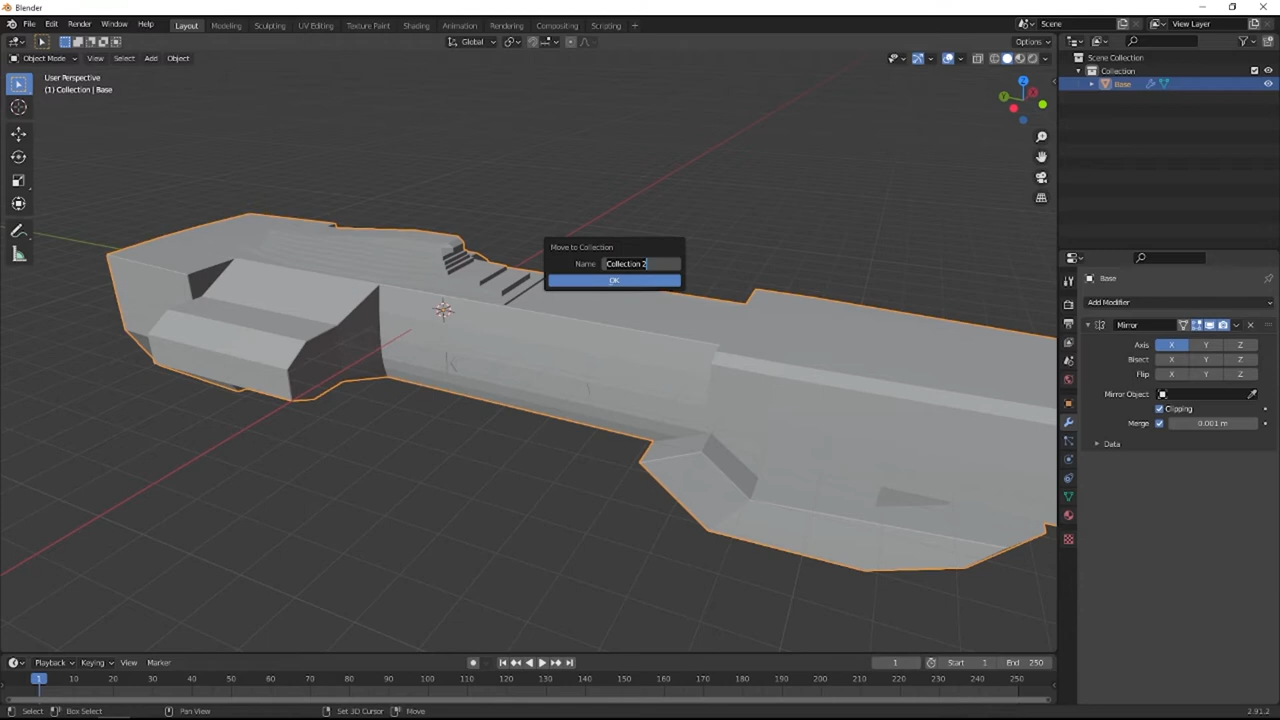 Blender
File Edit Render Window Help Layout Modeling Sculpting UV Editing Texture Paint Shading Animation Rendering Compositing Scripting Scene View Layer
Global Options
Object Mode View Select Add Object
User Perspective
(1) Collection | Base
Scene Collection
Collection
Base
Z
Y
X
Move to Collection
Name Collection 2
OK
Base
Add Modifier
Mirror
Axis X Y Z
Bisect X Y Z
Flip X Y Z
Mirror Object
Clipping
Merge 0.001 m
Data
Playback Keying View Marker 1 Start 1 End 250
1 10 20 30 40 50 60 70 80 90 100 110 120 130 140 150 160 170 180 190 200 210 220 230 240 250
Select Box Select Pan View Set 3D Cursor Move 2.91.2